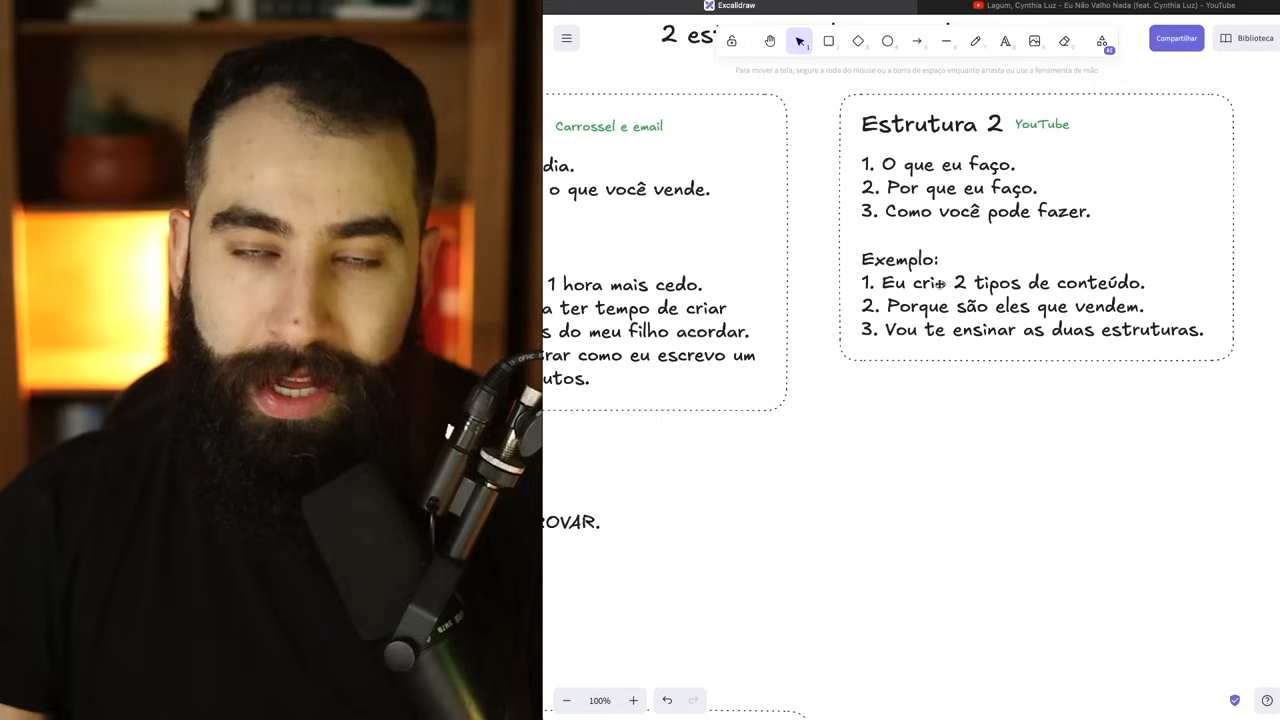 Excalidraw
Lagum, Cynthia Luz - Eu Não Valho Nada (feat. Cynthia Luz) - YouTube
2 es
Compartilhar
Biblioteca
Para mover a tela, segure a roda do mouse ou a barra de espaço enquanto arrasta ou use a ferramenta de mão
Carrossel e email
dia.
o que você vende.
1 hora mais cedo.
a ter tempo de criar
s do meu filho acordar.
rar como eu escrevo um
utos.
OVAR.
Estrutura 2 YouTube
1. O que eu faço.
2. Por que eu faço.
3. Como você pode fazer.
Exemplo:
1. Eu crio 2 tipos de conteúdo.
2. Porque são eles que vendem.
3. Vou te ensinar as duas estruturas.
100%